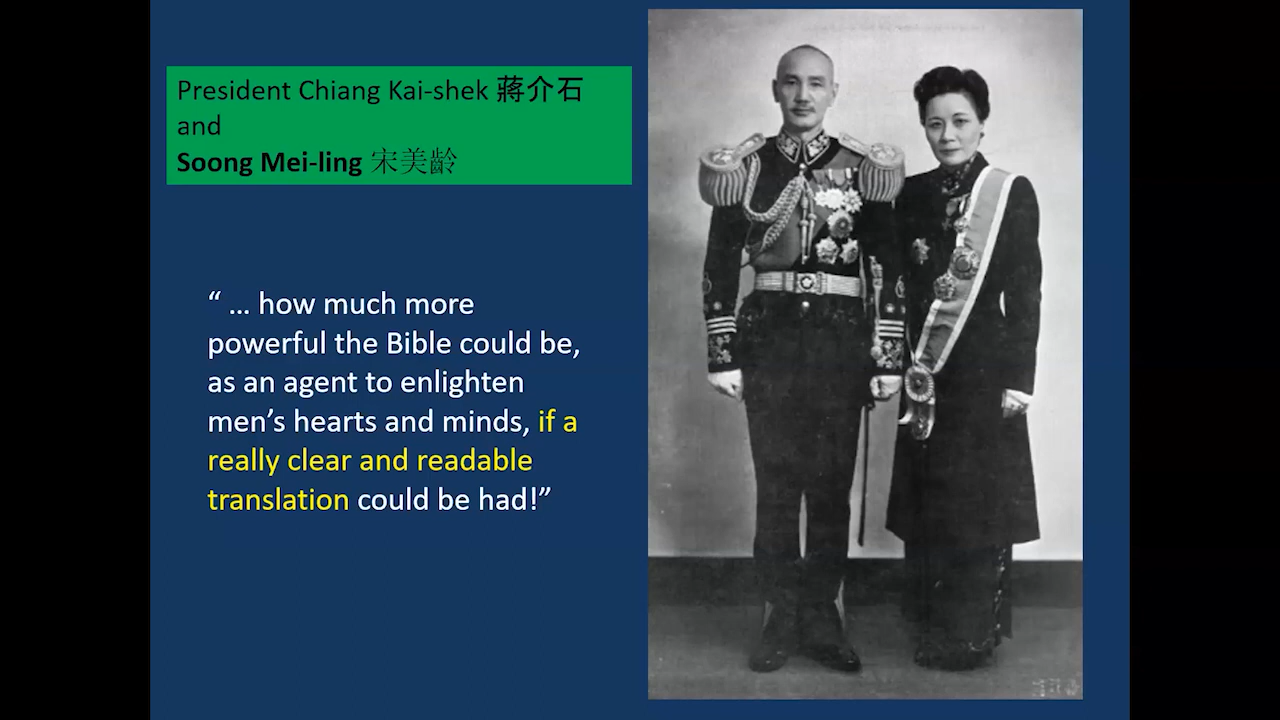 President Chiang Kai-shek 蔣介石
and
Soong Mei-ling 宋美齡
“ … how much more
powerful the Bible could be,
as an agent to enlighten
men’s hearts and minds, if a
really clear and readable
translation could be had!”